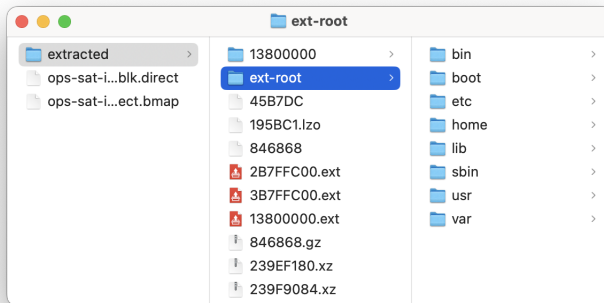 ext-root
extracted
ops-sat-i...blk.direct
ops-sat-i...ect.bmap
13800000
ext-root
45B7DC
195BC1.lzo
846868
2B7FFC00.ext
3B7FFC00.ext
13800000.ext
846868.gz
239EF180.xz
239F9084.xz
bin
boot
etc
home
lib
sbin
usr
var